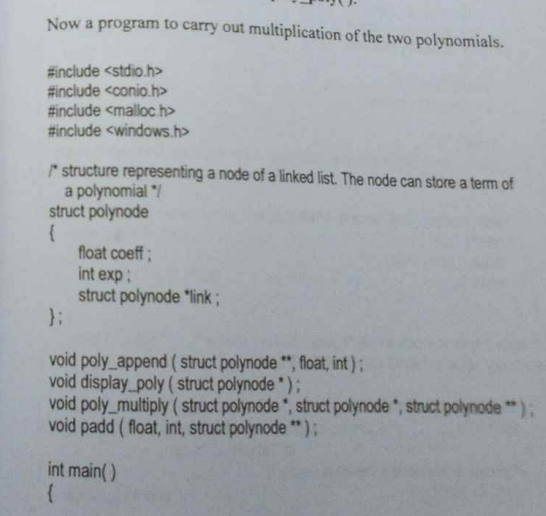 Now a program to carry out multiplication of the two polynomials.
#include <stdio.h>
#include <conio.h>
#include <malloc.h>
#include <windows.h>
/* structure representing a node of a linked list. The node can store a term of
a polynomial */
struct polynode
{
float coeff ;
int exp ;
struct polynode *link ;
} ;
void poly_append ( struct polynode **, float, int ) ;
void display_poly ( struct polynode * ) ;
void poly_multiply ( struct polynode *, struct polynode *, struct polynode ** ) ;
void padd ( float, int, struct polynode ** ) ;
int main( )
{